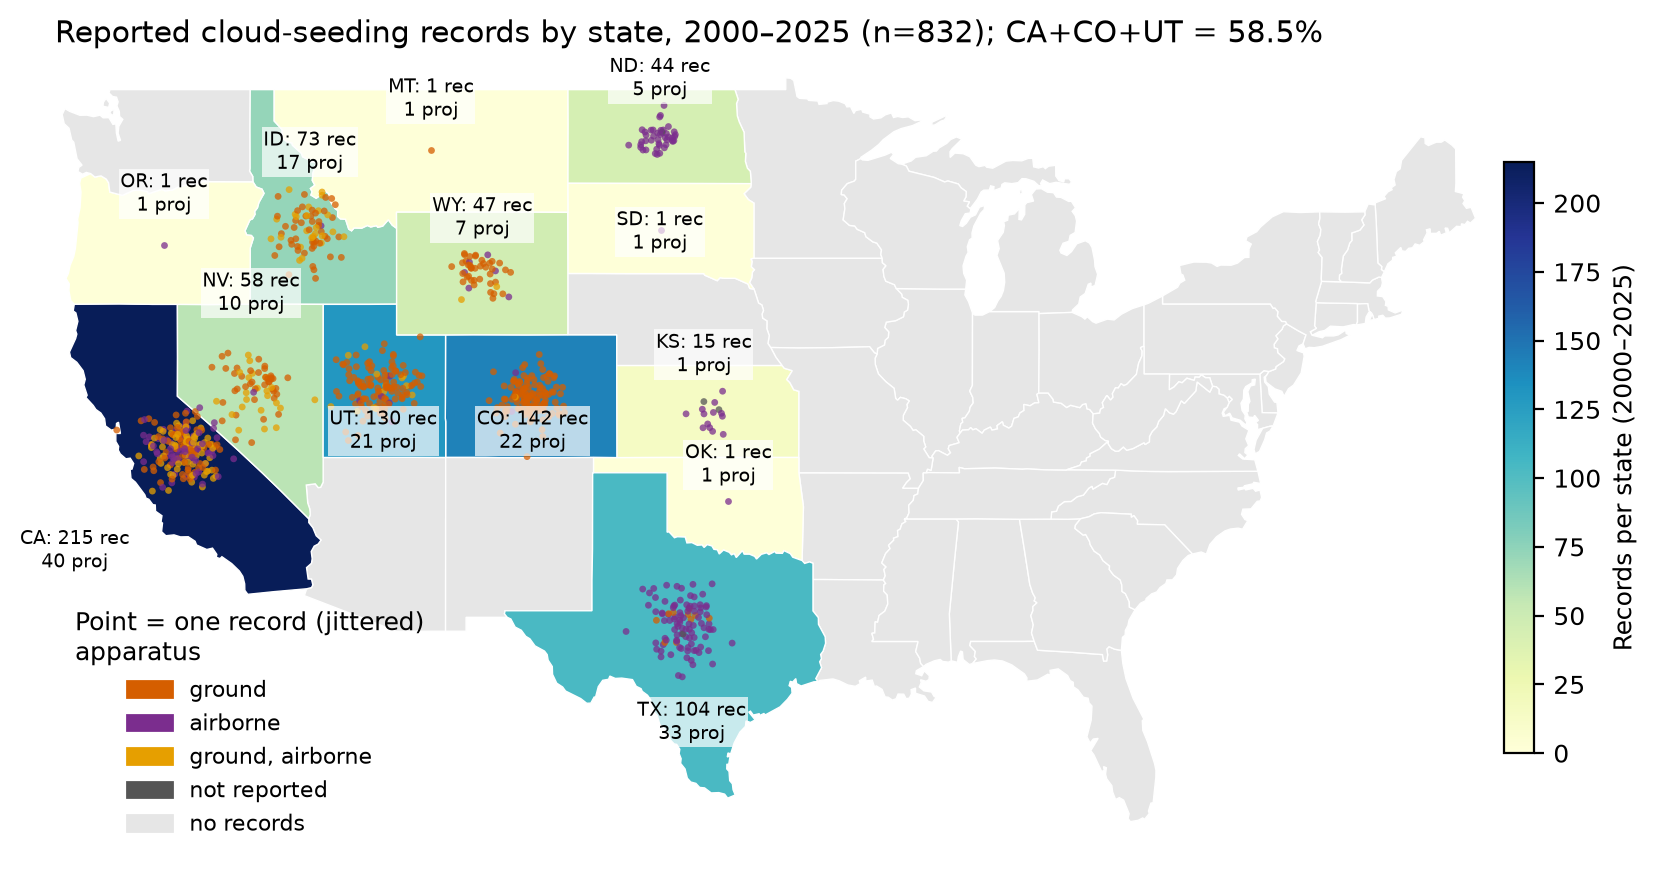 Reported cloud-seeding records by state, 2000–2025 (n=832); CA+CO+UT = 58.5%
ND: 44 rec
5 proj
MT: 1 rec
1 proj
ID: 73 rec
17 proj
OR: 1 rec
1 proj
WY: 47 rec
7 proj
SD: 1 rec
1 proj
NV: 58 rec
10 proj
KS: 15 rec
1 proj
UT: 130 rec
21 proj
CO: 142 rec
22 proj
OK: 1 rec
1 proj
CA: 215 rec
40 proj
TX: 104 rec
33 proj
Point = one record (jittered)
apparatus
ground
airborne
ground, airborne
not reported
no records
200
175
150
125
100
75
50
25
0
Records per state (2000–2025)